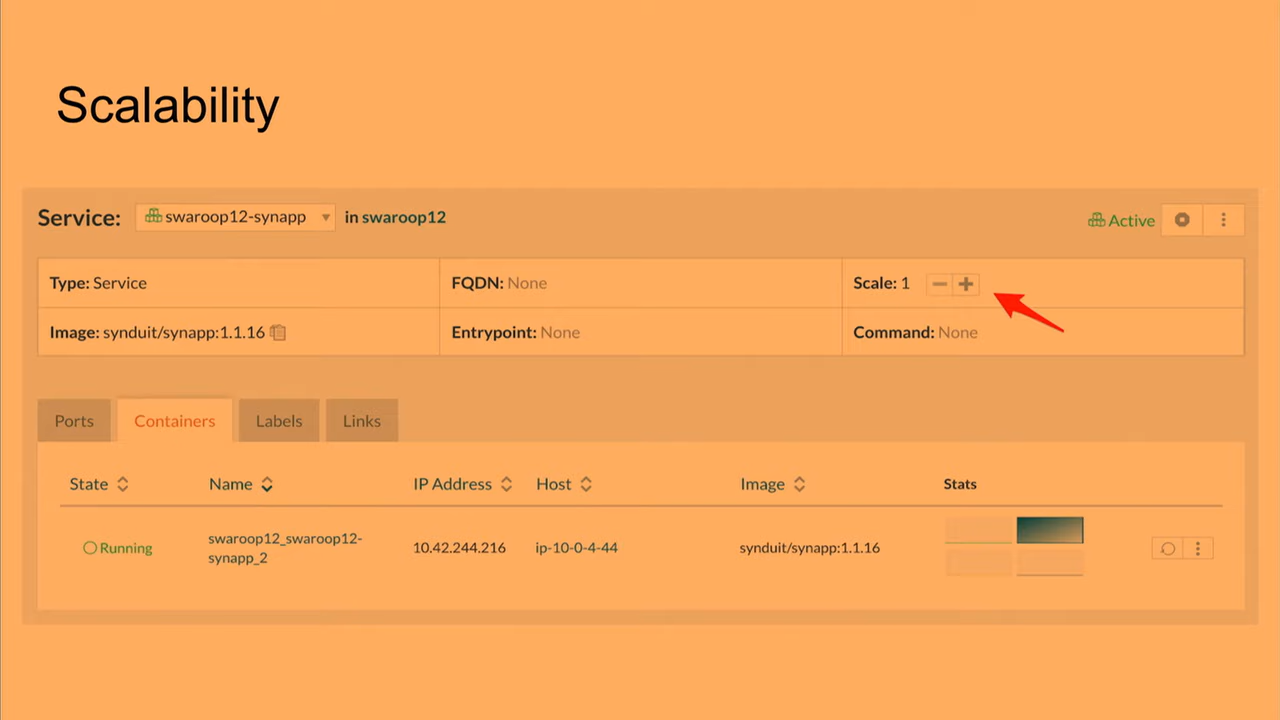 Scalability
Service: swaroop12-synapp in swaroop12 Active
Type: Service FQDN: None Scale: 1
Image: synduit/synapp:1.1.16 Entrypoint: None Command: None
Ports Containers Labels Links
State Name IP Address Host Image Stats
Running swaroop12_swaroop12-synapp_2 10.42.244.216 ip-10-0-4-44 synduit/synapp:1.1.16